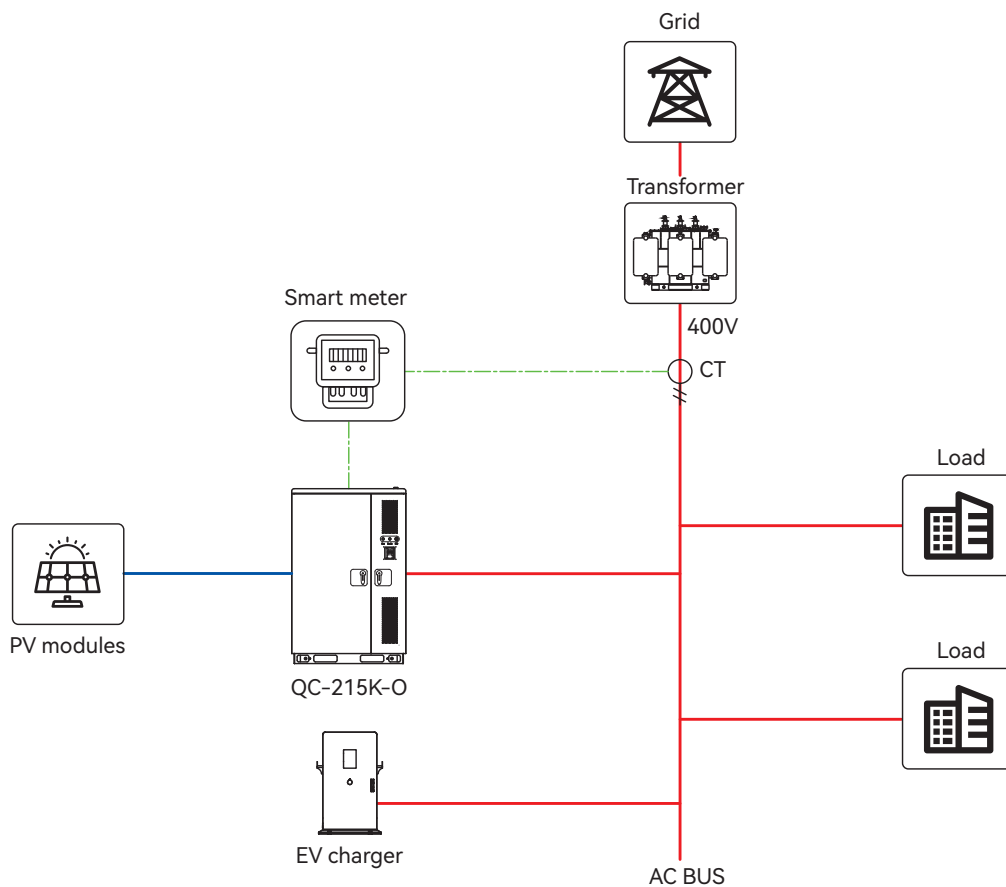 Grid
Transformer
400V
Smart meter
CT
Load
PV modules
QC-215K-O
Load
EV charger
AC BUS